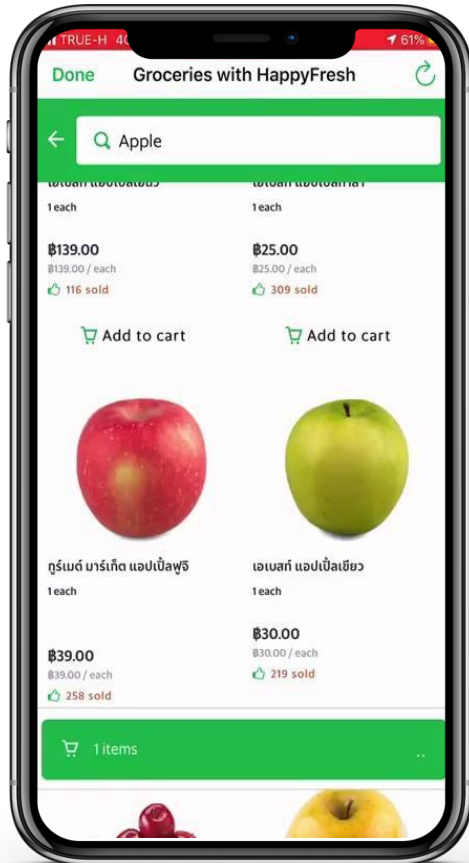 TRUE-H 4G
61%
Done Groceries with HappyFresh
Apple
1 each
1 each
฿139.00
฿25.00
฿139.00 / each
฿25.00 / each
116 sold
309 sold
Add to cart
Add to cart
กูร์เมต์ มาร์เก็ต แอปเปิ้ลฟูจิ
เอเบสท์ แอปเปิ้ลเขียว
1 each
1 each
฿39.00
฿30.00
฿39.00 / each
฿30.00 / each
258 sold
219 sold
1 items
..